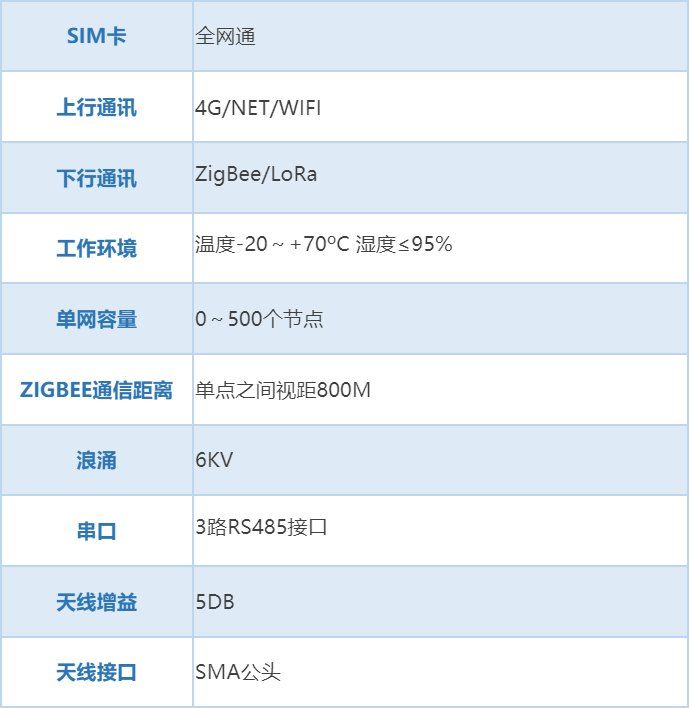 SIM卡 全网通
上行通讯 4G/NET/WIFI
下行通讯 ZigBee/LoRa
工作环境 温度-20～+70℃ 湿度≤95%
单网容量 0～500个节点
ZIGBEE通信距离 单点之间视距800M
浪涌 6KV
串口 3路RS485接口
天线增益 5DB
天线接口 SMA公头